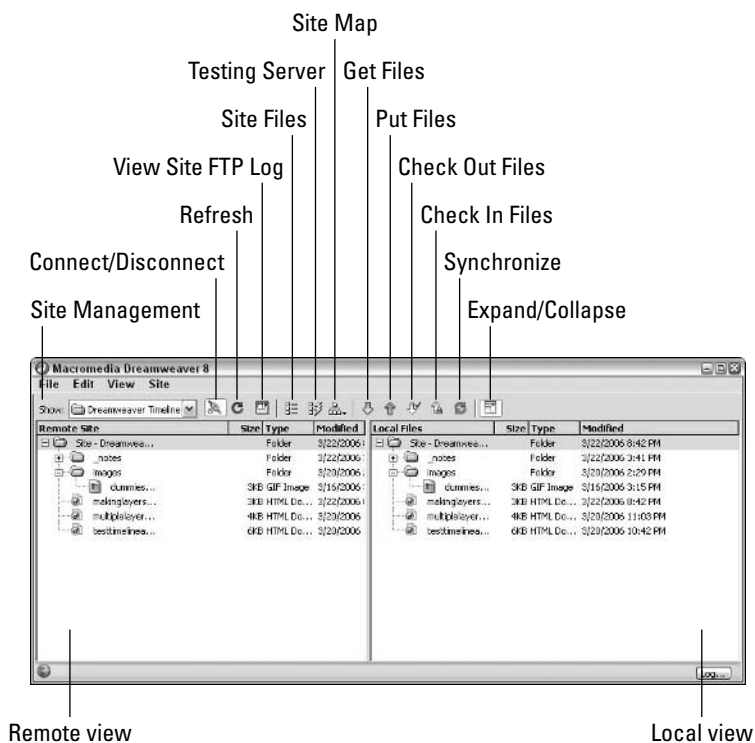 Site Map
Testing Server Get Files
Site Files Put Files
View Site FTP Log Check Out Files
Refresh Check In Files
Connect/Disconnect Synchronize
Site Management Expand/Collapse
Macromedia Dreamweaver 8
File Edit View Site
Show: Dreamweaver Timeline
Remote Site Size Type Modified Local Files Size Type Modified
Site - Dreamwea... Folder 3/22/2006 Site - Dreamwea... Folder 3/22/2006 8:42 PM
_notes Folder 3/22/2006 _notes Folder 3/22/2006 3:41 PM
images Folder 3/20/2006 images Folder 3/20/2006 2:29 PM
dummies... 3KB GIF Image 3/16/2006 dummies... 3KB GIF Image 3/16/2006 3:15 PM
makinglayers... 3KB HTML Do... 3/22/2006 makinglayers... 3KB HTML Do... 3/22/2006 8:42 PM
multiplelayer... 4KB HTML Do... 3/20/2006 multiplelayer... 4KB HTML Do... 3/20/2006 11:03 PM
testtimelinea... 6KB HTML Do... 3/20/2006 testtimelinea... 6KB HTML Do... 3/20/2006 10:42 PM
Log...
Remote view Local view